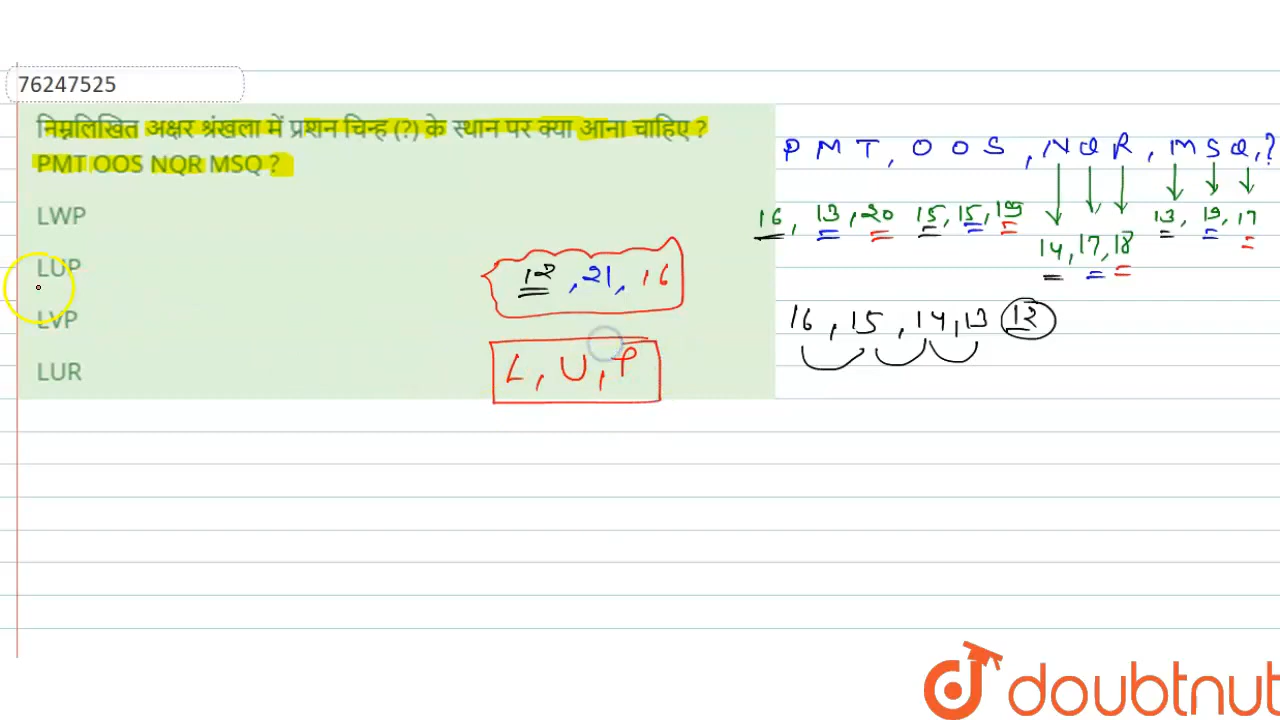 76247525
निम्नलिखित अक्षर श्रंखला में प्रशन चिन्ह (?) के स्थान पर क्या आना चाहिए ?
PMT OOS NQR MSQ ?
LWP
LUP
LVP
LUR
P M T, O O S, N Q R, M S Q, ?
16, 13, 20 15, 15, 19 13, 19, 17
14, 17, 18
12, 21, 16
16, 15, 14, 13 12
L, U, P
doubtnut